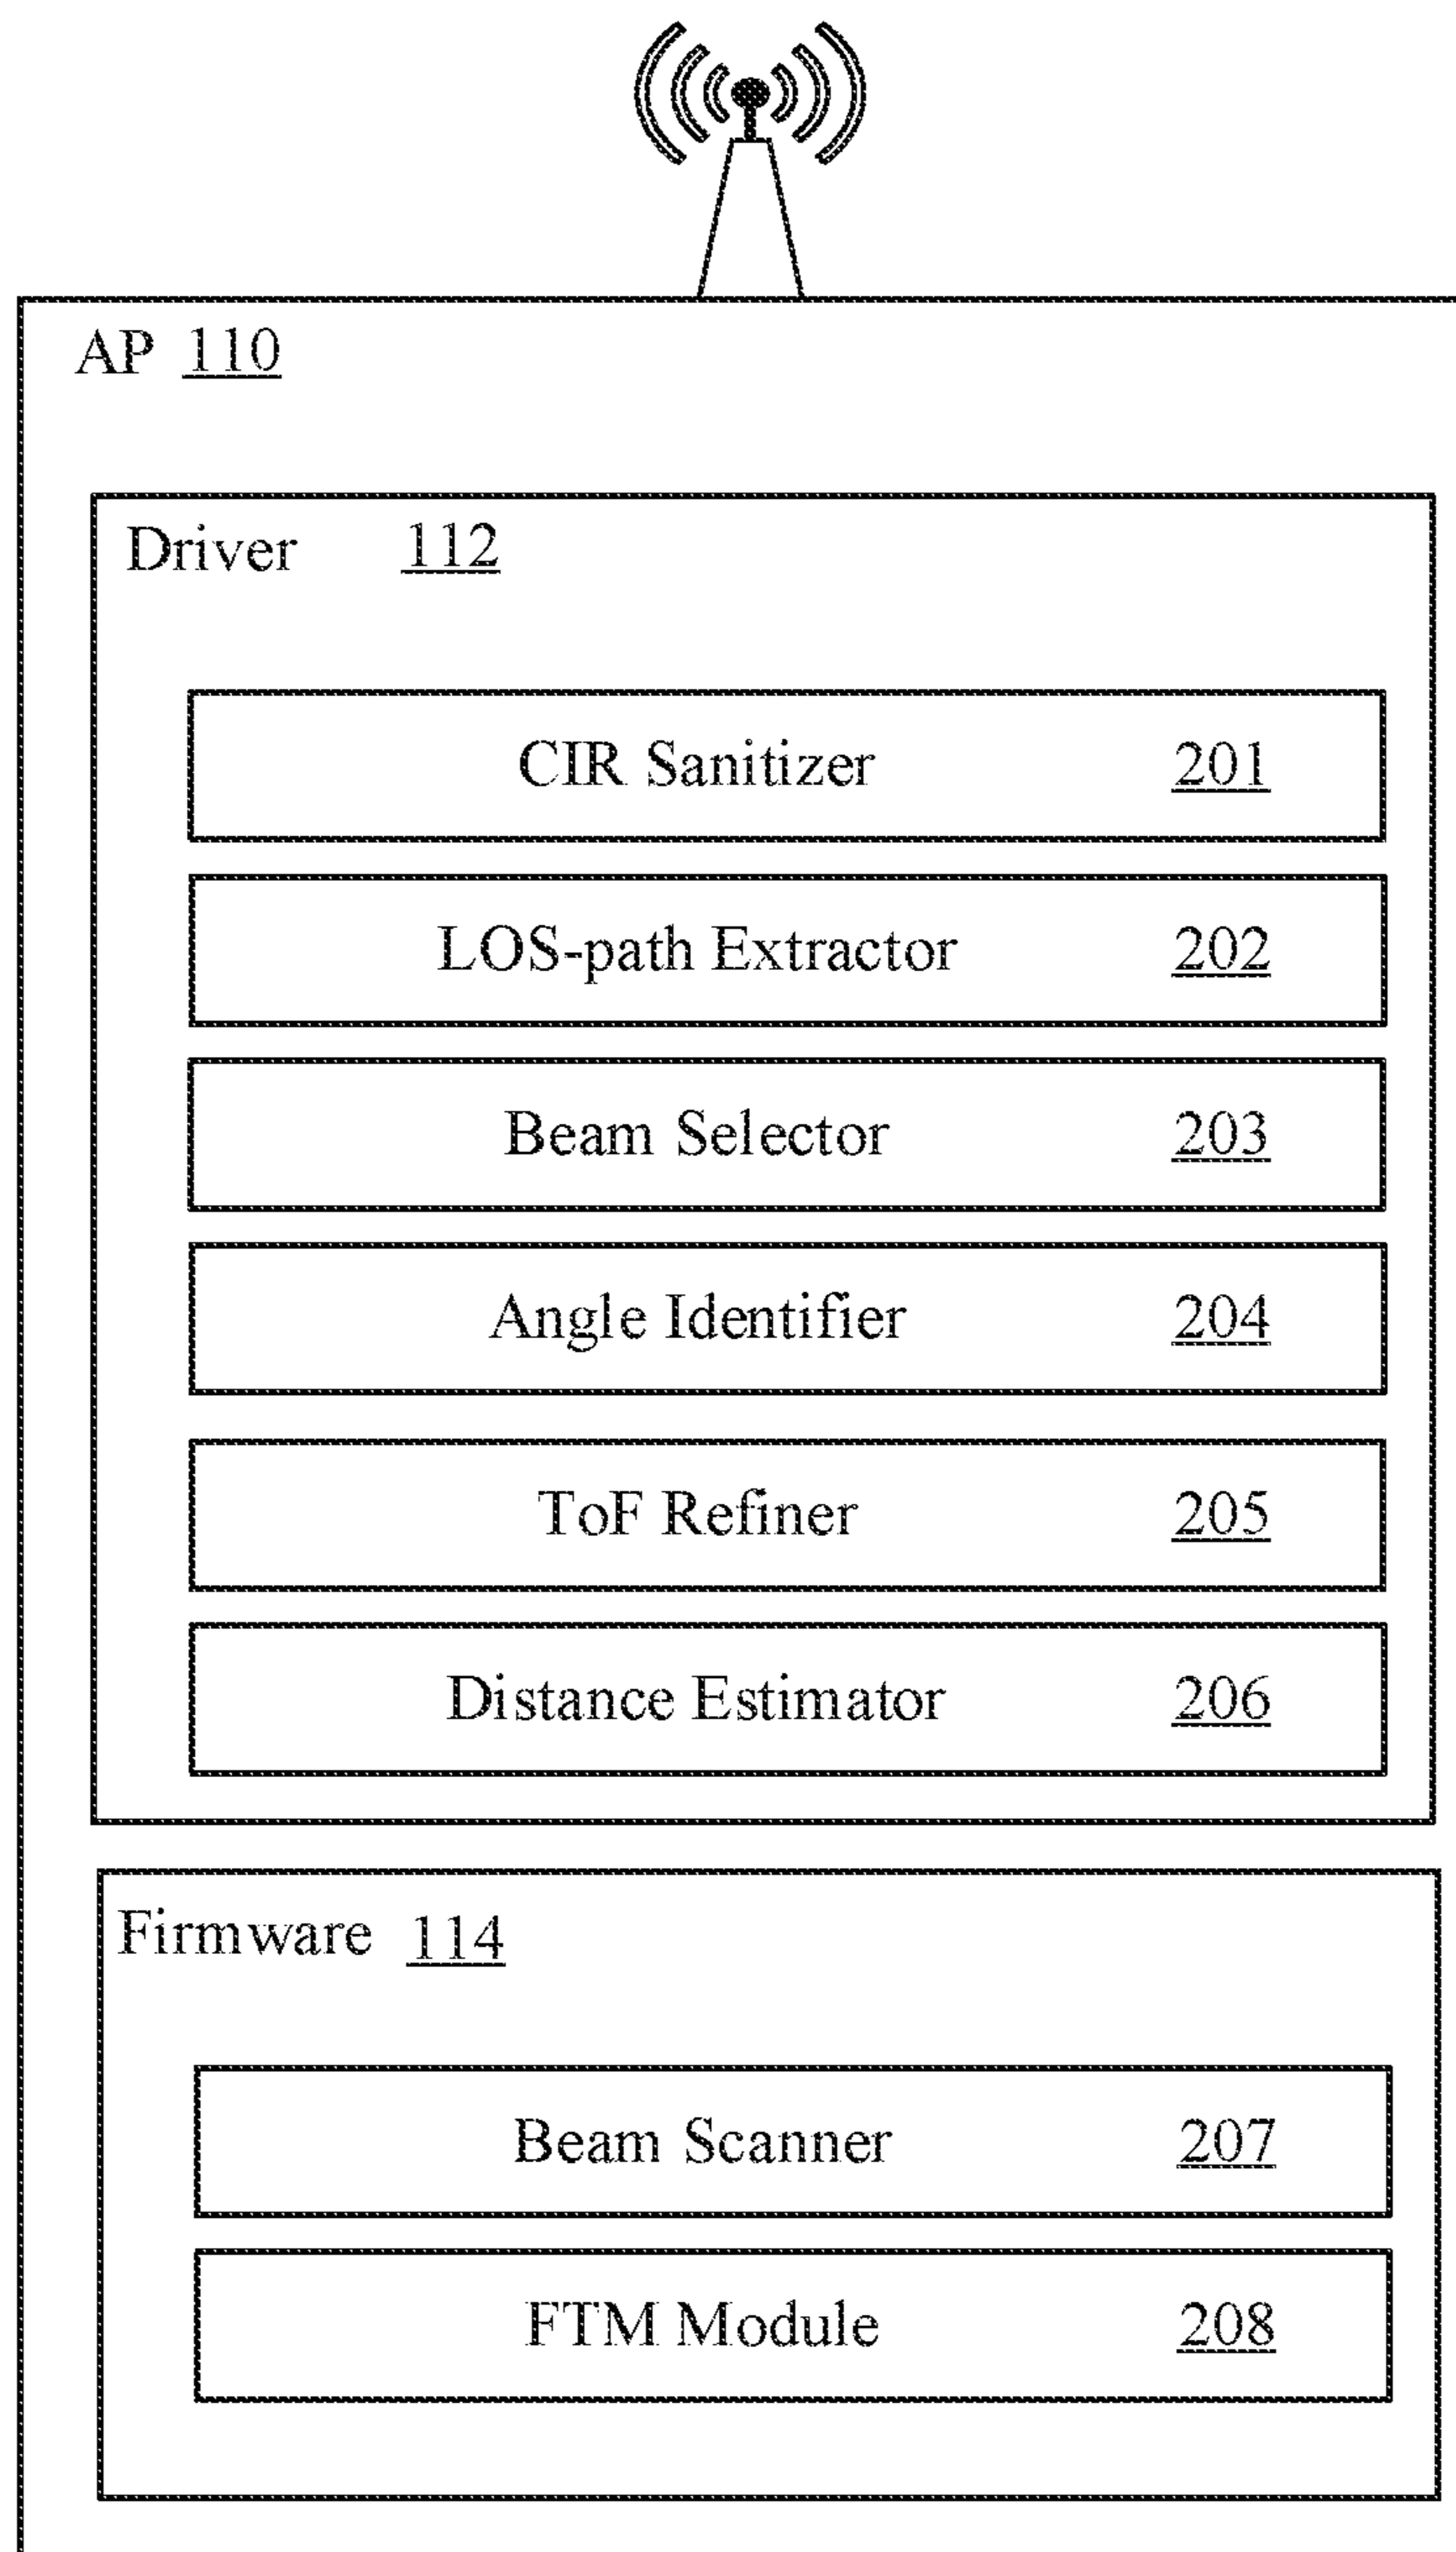 AP 110
Driver 112
CIR Sanitizer 201
LOS-path Extractor 202
Beam Selector 203
Angle Identifier 204
ToF Refiner 205
Distance Estimator 206
Firmware 114
Beam Scanner 207
FTM Module 208